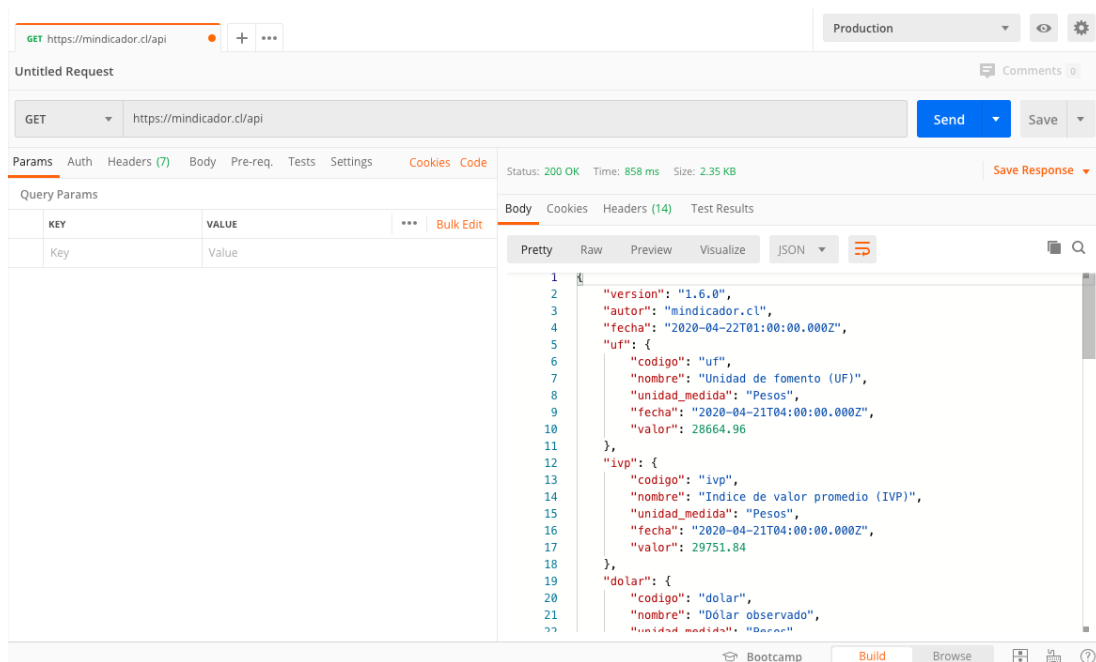 GET https://mindicador.cl/api
Production
Untitled Request
Comments 0
GET https://mindicador.cl/api Send Save
Params Auth Headers (7) Body Pre-req. Tests Settings Cookies Code
Query Params
KEY VALUE Bulk Edit
Key Value
Status: 200 OK Time: 858 ms Size: 2.35 KB Save Response
Body Cookies Headers (14) Test Results
Pretty Raw Preview Visualize JSON
1 {
2 "version": "1.6.0",
3 "autor": "mindicador.cl",
4 "fecha": "2020-04-22T01:00:00.000Z",
5 "uf": {
6 "codigo": "uf",
7 "nombre": "Unidad de fomento (UF)",
8 "unidad_medida": "Pesos",
9 "fecha": "2020-04-21T04:00:00.000Z",
10 "valor": 28664.96
11 },
12 "ivp": {
13 "codigo": "ivp",
14 "nombre": "Indice de valor promedio (IVP)",
15 "unidad_medida": "Pesos",
16 "fecha": "2020-04-21T04:00:00.000Z",
17 "valor": 29751.84
18 },
19 "dolar": {
20 "codigo": "dolar",
21 "nombre": "Dólar observado",
22 "unidad_medida": "Pesos"
Bootcamp Build Browse